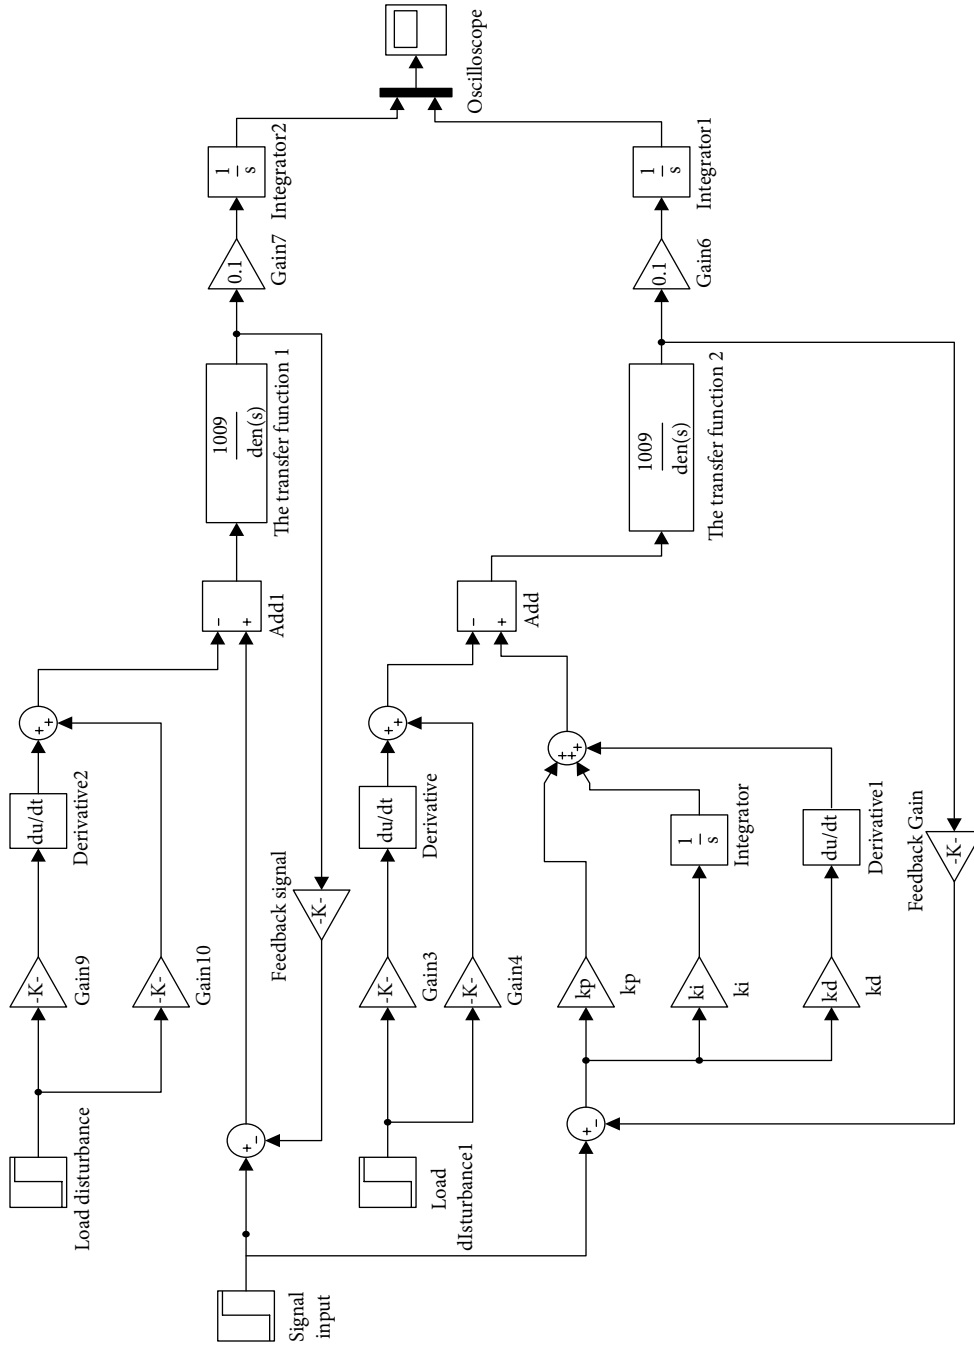 -K-
du/dt
+
+
Load disturbance
Gain9
Derivative2
-K-
Gain10
+
-
-
+
1009
den(s)
0.1
1
s
Add1
The transfer function 1
Gain7
Integrator2
Signal
input
Feedback signal
-K-
-K-
du/dt
+
+
Load
dIsturbance1
Gain3
Derivative
-K-
Gain4
-
+
Add
Oscilloscope
+
-
kp
kp
+
+
+
ki
ki
1
s
Integrator
1009
den(s)
The transfer function 2
0.1
Gain6
1
s
Integrator1
kd
kd
du/dt
Derivative1
Feedback Gain
-K-